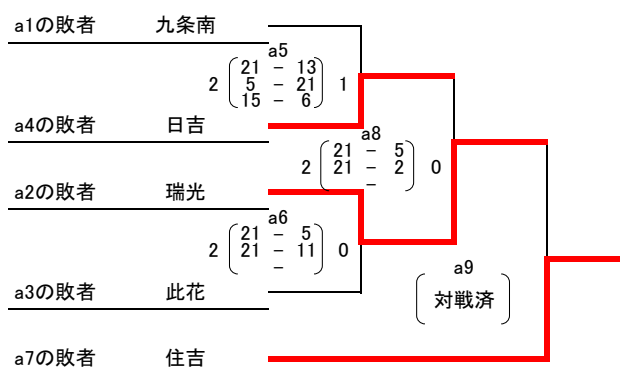 a1の敗者 九条南
a5
21 － 13
2 5 － 21 1
15 － 6
a4の敗者 日吉
a8
21 － 5
2 21 － 2 0
－
a2の敗者 瑞光
a6
21 － 5
2 21 － 11 0
－
a3の敗者 此花
a9
対戦済
a7の敗者 住吉